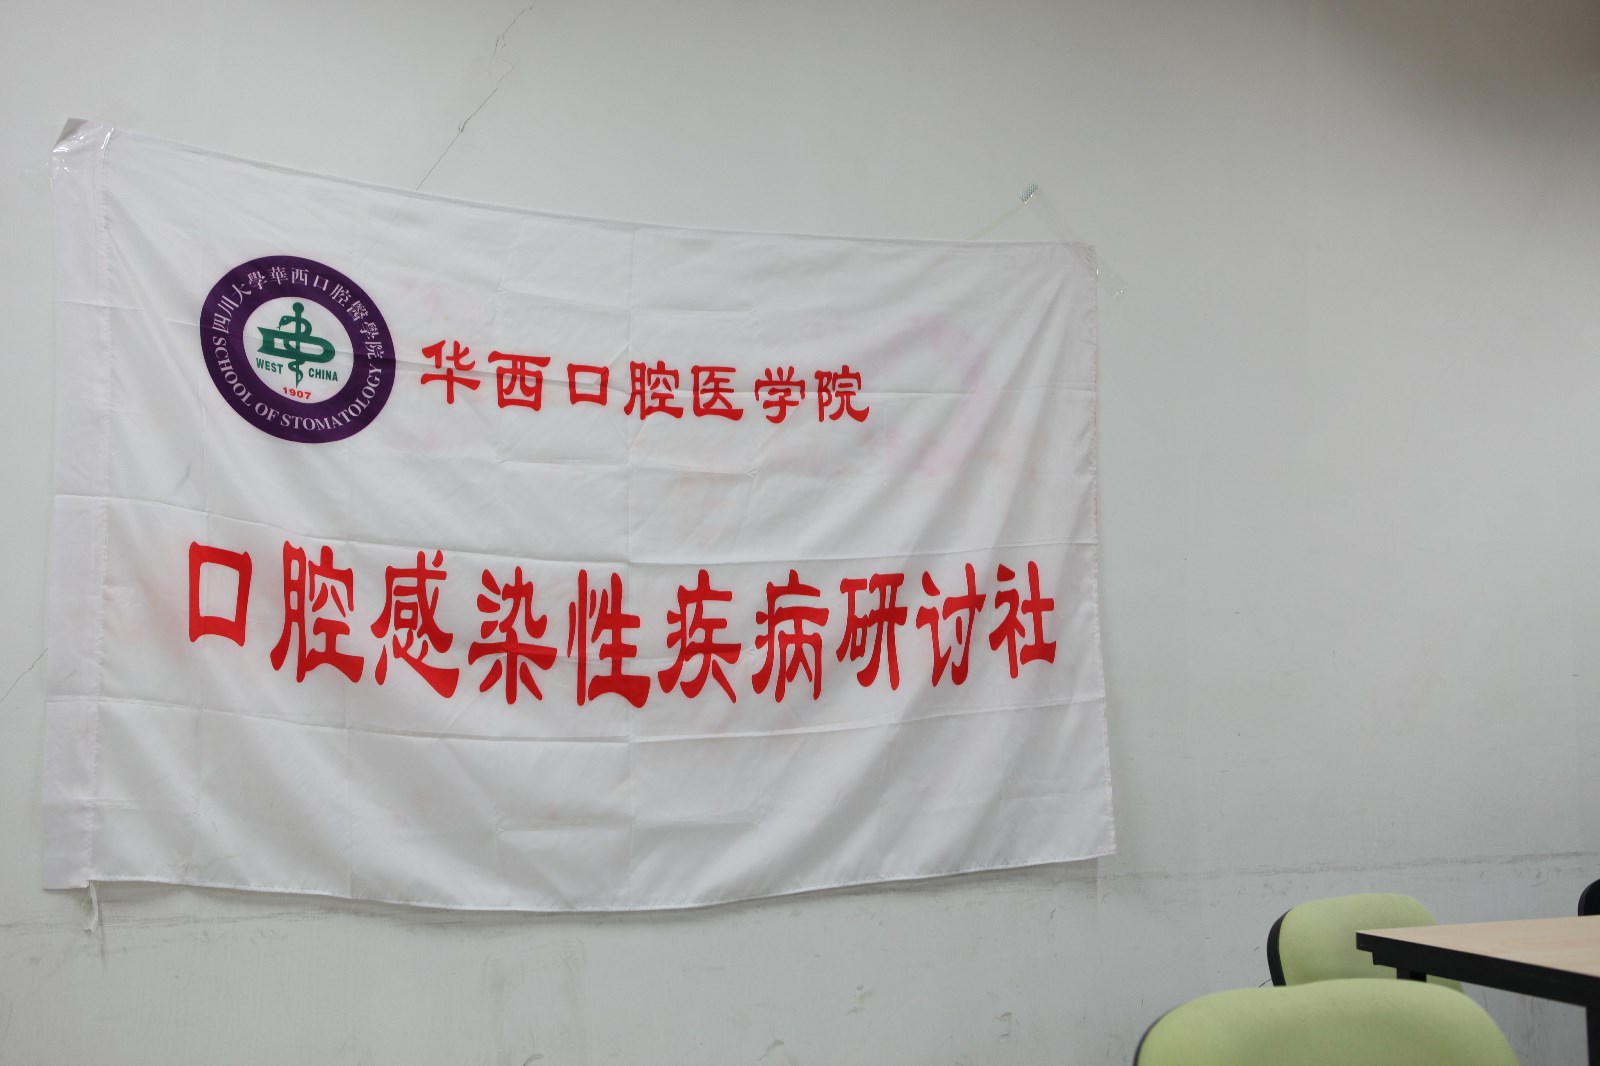 四川大學華西口腔醫學院
WEST CHINA
1907
SCHOOL OF STOMATOLOGY
华西口腔医学院
口腔感染性疾病研讨社